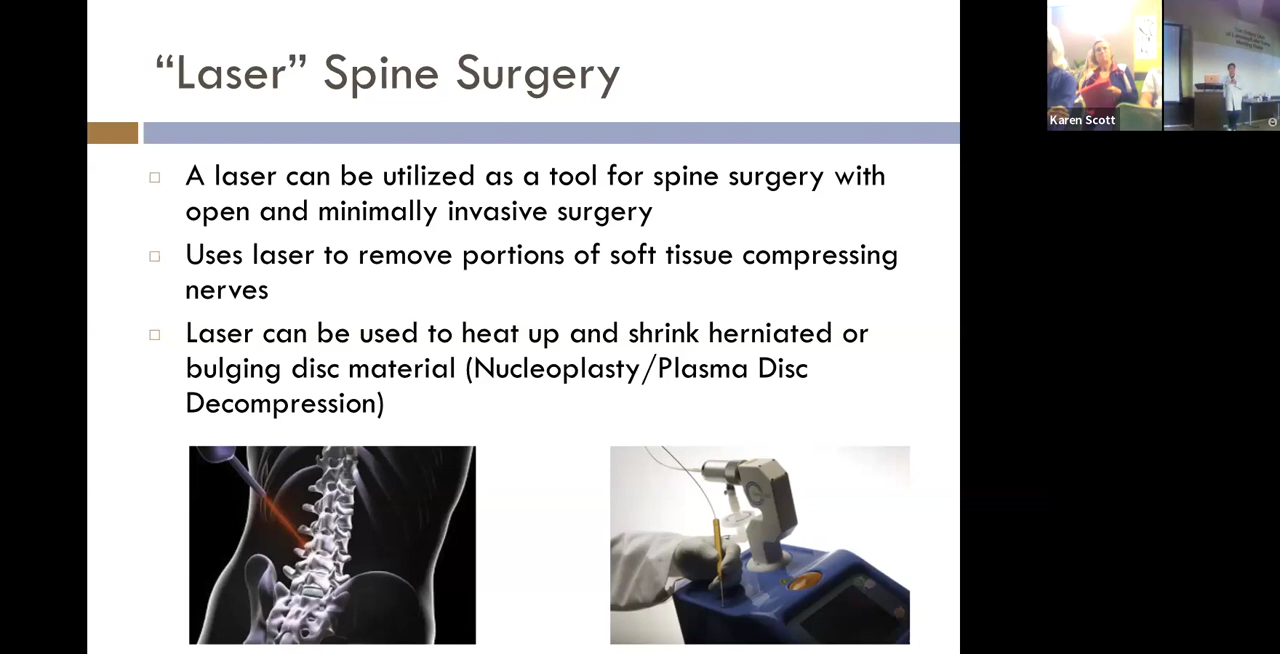 “Laser” Spine Surgery
A laser can be utilized as a tool for spine surgery with
open and minimally invasive surgery
Uses laser to remove portions of soft tissue compressing
nerves
Laser can be used to heat up and shrink herniated or
bulging disc material (Nucleoplasty/Plasma Disc
Decompression)
Karen Scott